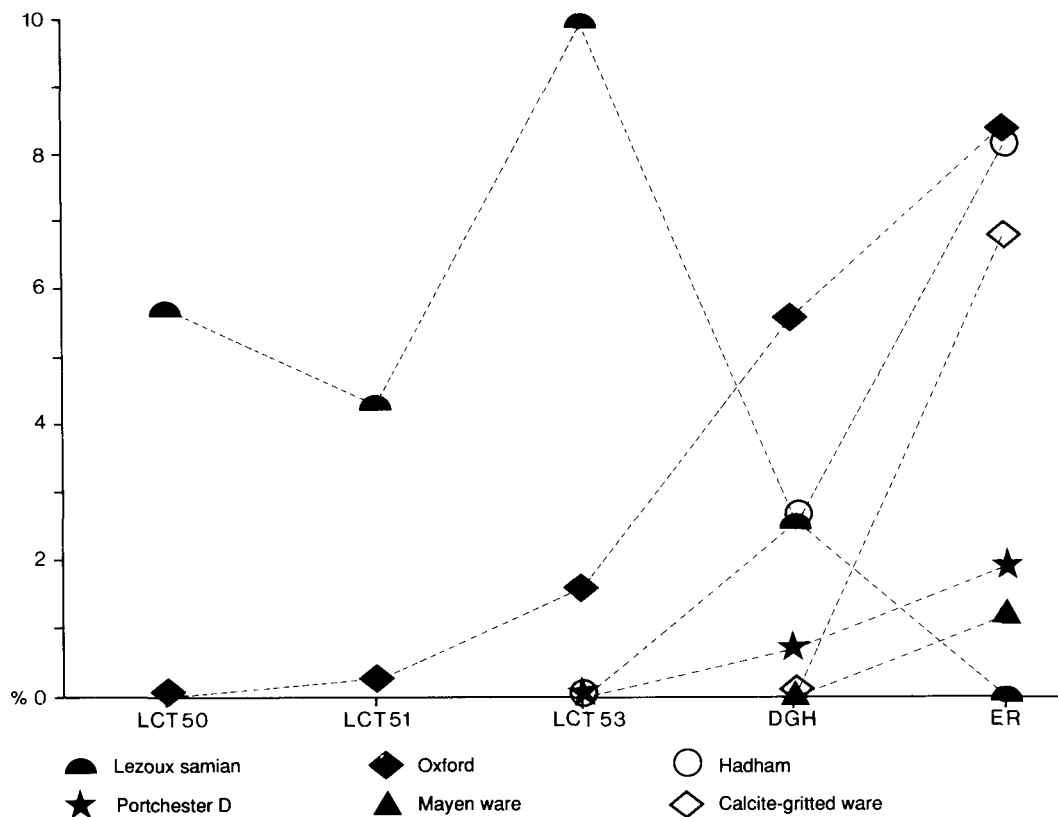 10
8
6
4
2
% 0
LCT50 LCT51 LCT53 DGH ER
Lezoux samian Oxford Hadham
Portchester D Mayen ware Calcite-gritted ware